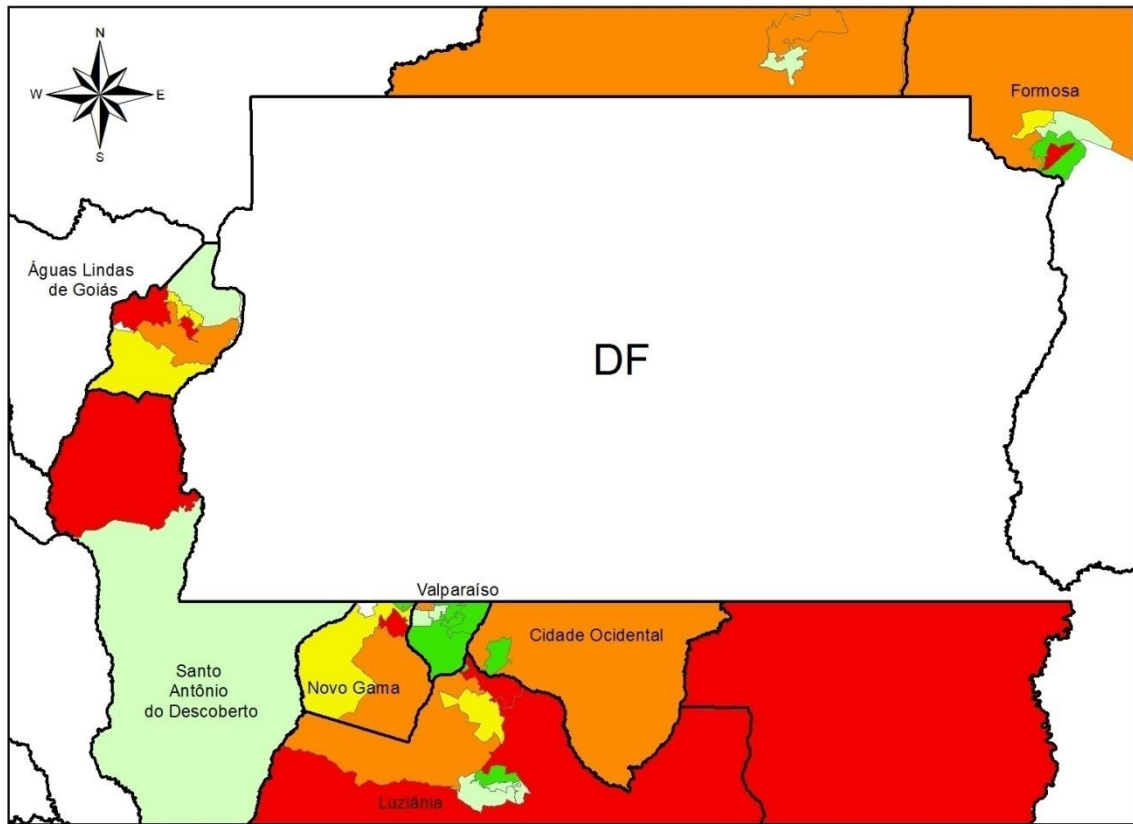 N
W
E
S
Formosa
Águas Lindas
de Goiás
DF
Valparaíso
Cidade Ocidental
Santo
Antônio
do Descoberto
Novo Gama
Luziânia